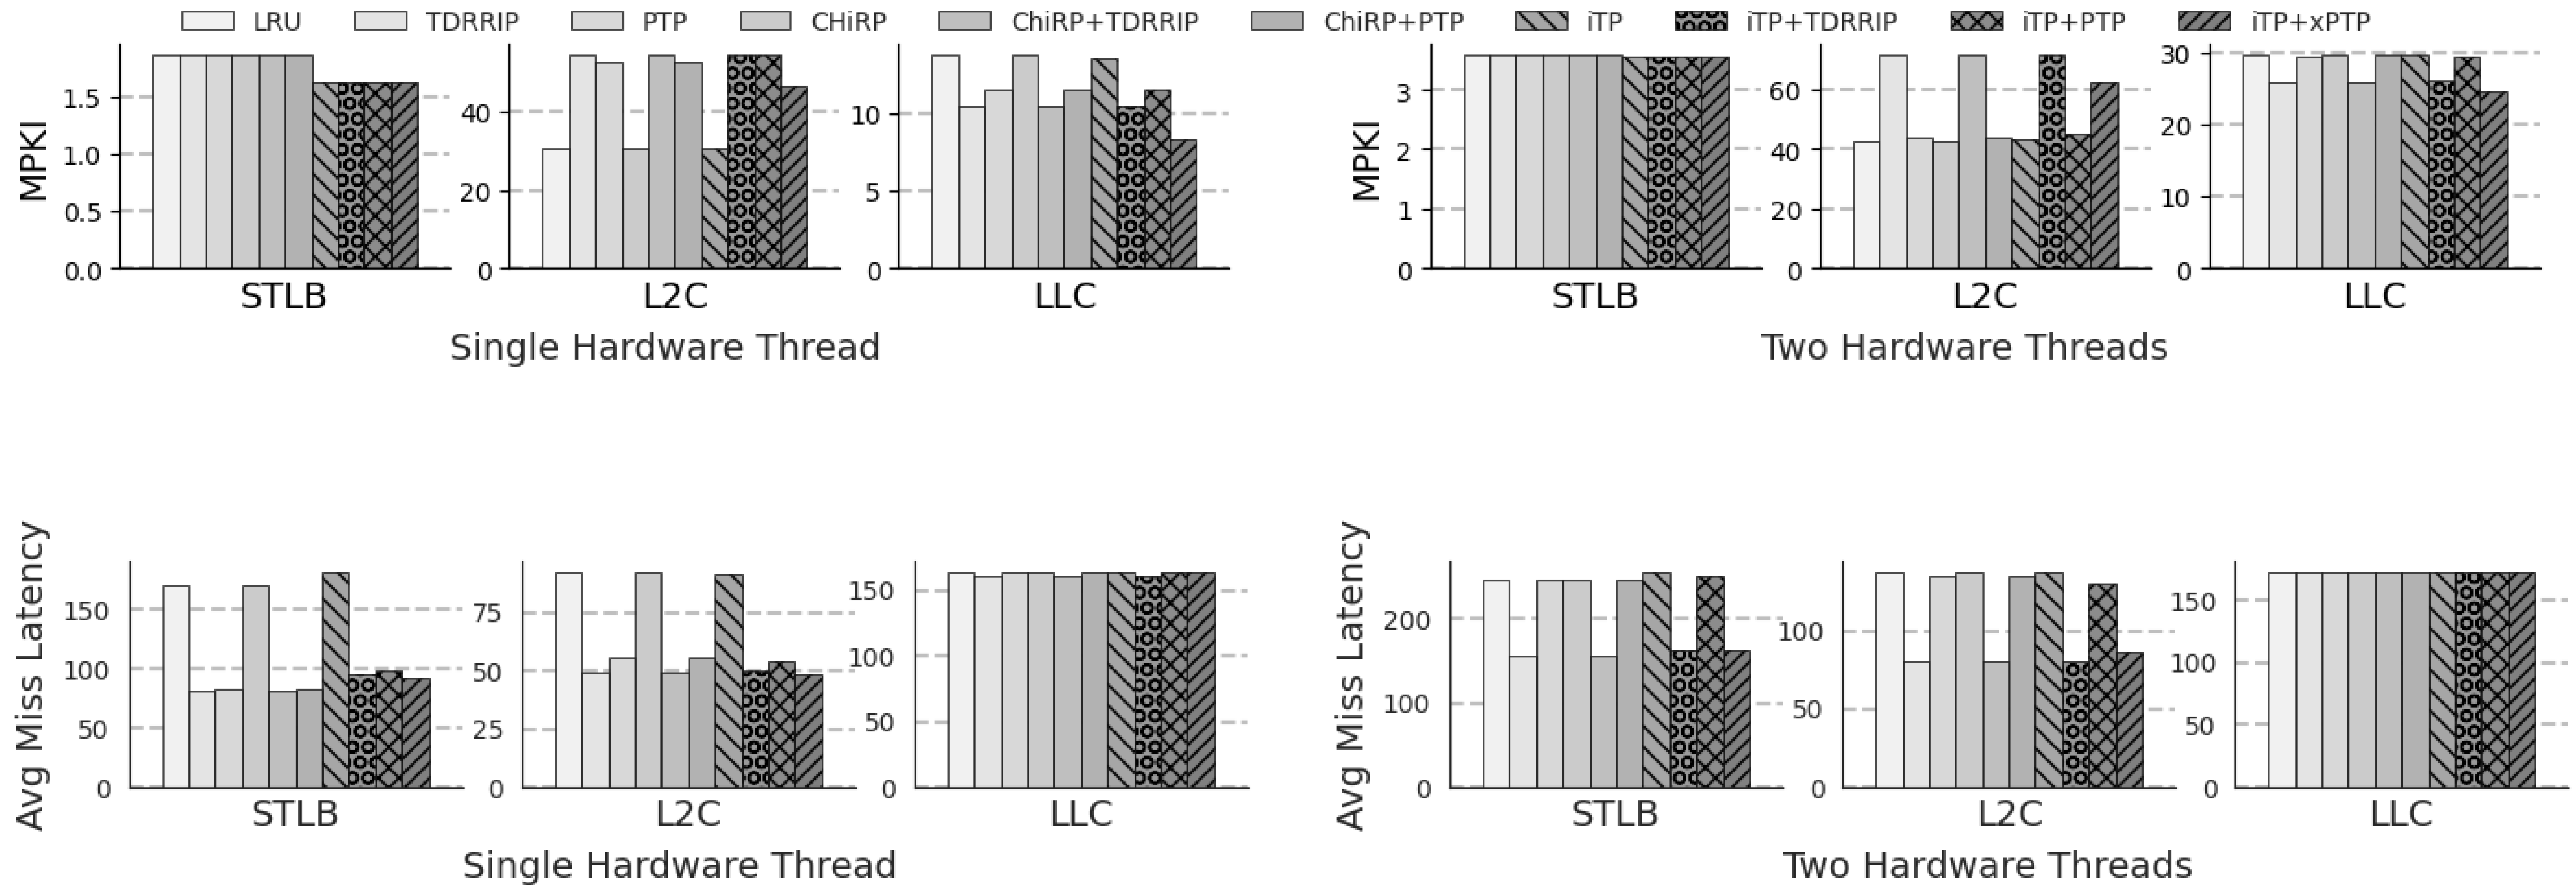 LRU TDRRIP PTP CHiRP ChiRP+TDRRIP ChiRP+PTP iTP iTP+TDRRIP iTP+PTP iTP+xPTP
MPKI
1.5
1.0
0.5
0.0
STLB
40
20
0
L2C
10
5
0
LLC
Single Hardware Thread
MPKI
3
2
1
0
STLB
60
40
20
0
L2C
30
20
10
0
LLC
Two Hardware Threads
Avg Miss Latency
150
100
50
0
STLB
75
50
25
0
L2C
150
100
50
0
LLC
Single Hardware Thread
Avg Miss Latency
200
100
0
STLB
100
50
0
L2C
150
100
50
0
LLC
Two Hardware Threads